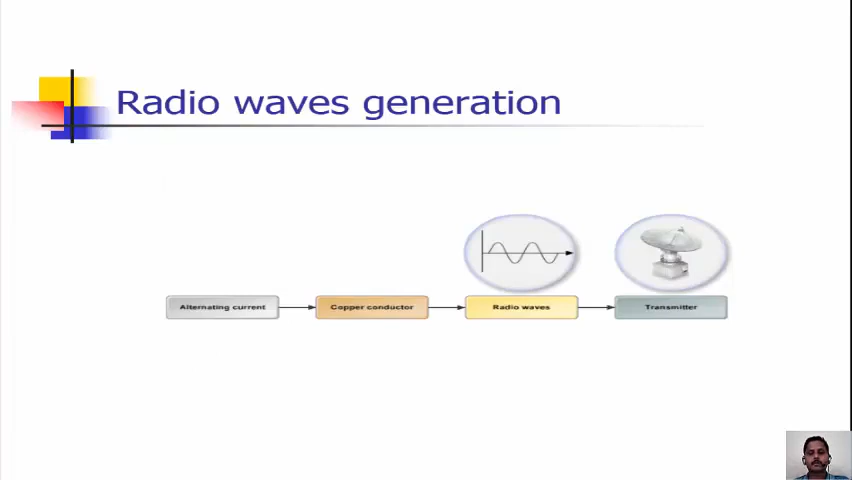 Radio waves generation
Alternating current
Copper conductor
Radio waves
Transmitter